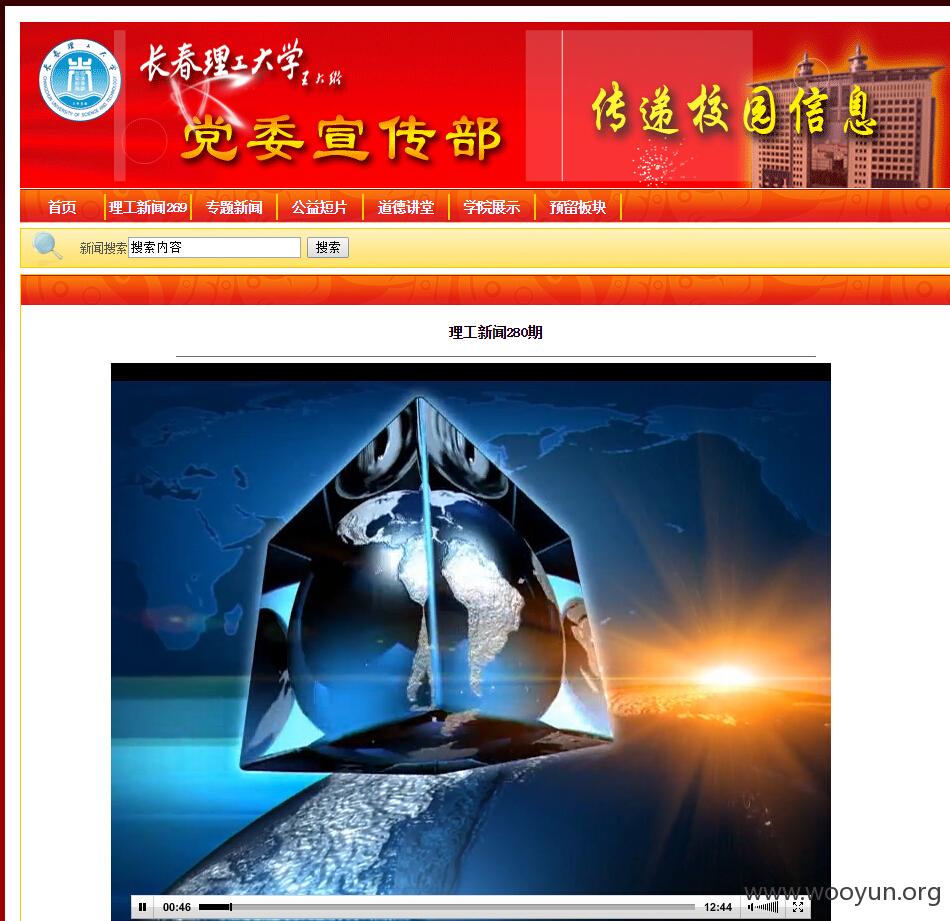 长春理工大学
王大珩
党委宣传部
传递校园信息
首页 理工新闻269 专题新闻 公益短片 道德讲堂 学院展示 预留板块
新闻搜索 搜索内容 搜索
理工新闻280期
00:46 12:44
www.wooyun.org